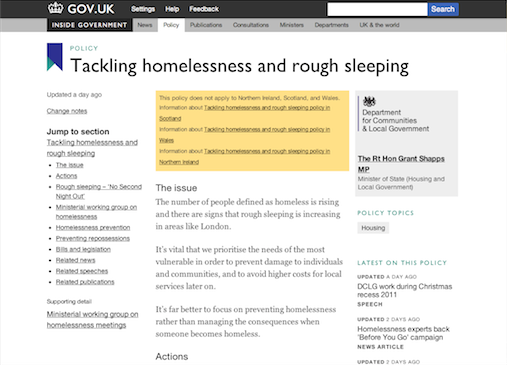 GOV.UK
Settings Help Feedback
Search
INSIDE GOVERNMENT News Policy Publications Consultations Ministers Departments UK & the world
POLICY
Tackling homelessness and rough sleeping
Updated a day ago
Change notes
Jump to section
Tackling homelessness and
rough sleeping
The Issue
Actions
Rough sleeping – 'No Second
Night Out'
Ministerial working group on
homelessness
Homelessness prevention
Preventing repossessions
Bills and legislation
Related news
Related speeches
Related publications
Supporting detail
Ministerial working group on
homelessness meetings
This policy does not apply to Northern Ireland, Scotland, and Wales.
Information about Tackling homelessness and rough sleeping policy in
Scotland
Information about Tackling homelessness and rough sleeping policy in
Wales
Information about Tackling homelessness and rough sleeping policy in
Northern Ireland
The issue
The number of people defined as homeless is rising
and there are signs that rough sleeping is increasing
in areas like London.
It's vital that we prioritise the needs of the most
vulnerable in order to prevent damage to individuals
and communities, and to avoid higher costs for local
services later on.
It's far better to focus on preventing homelessness
rather than managing the consequences when
someone becomes homeless.
Actions
Department
for Communities
& Local Government
The Rt Hon Grant Shapps
MP
Minister of State (Housing and
Local Government)
POLICY TOPICS
Housing
LATEST ON THIS POLICY
UPDATED A DAY AGO
DCLG work during Christmas
recess 2011
SPEECH
UPDATED A DAY AGO
Homelessness experts back
'Before You Go' campaign
NEWS ARTICLE
UPDATED 2 DAYS AGO